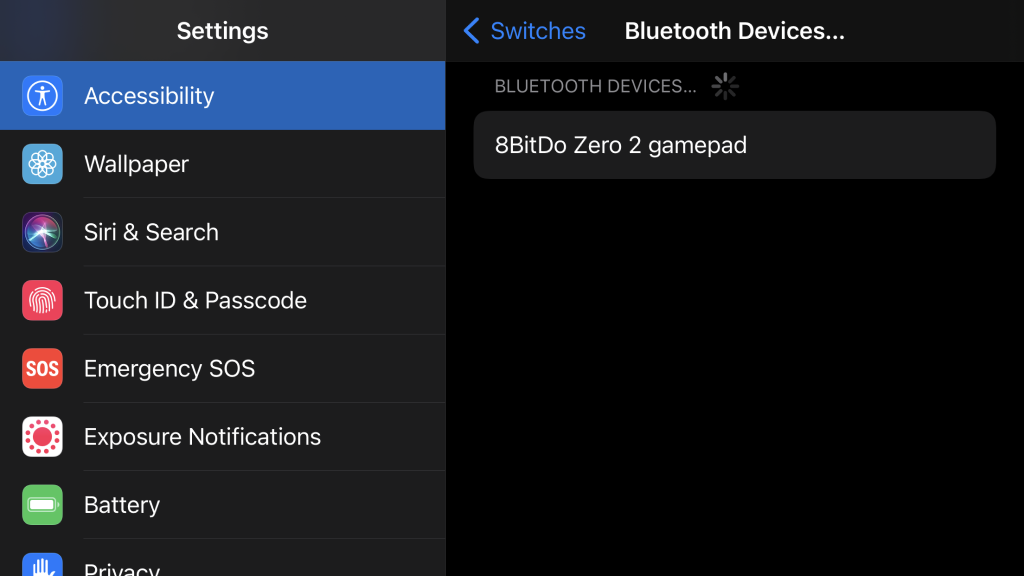 Settings
Accessibility
Wallpaper
Siri & Search
Touch ID & Passcode
SOS
Emergency SOS
Exposure Notifications
Battery
Privacy
Switches
Bluetooth Devices...
BLUETOOTH DEVICES...
8BitDo Zero 2 gamepad